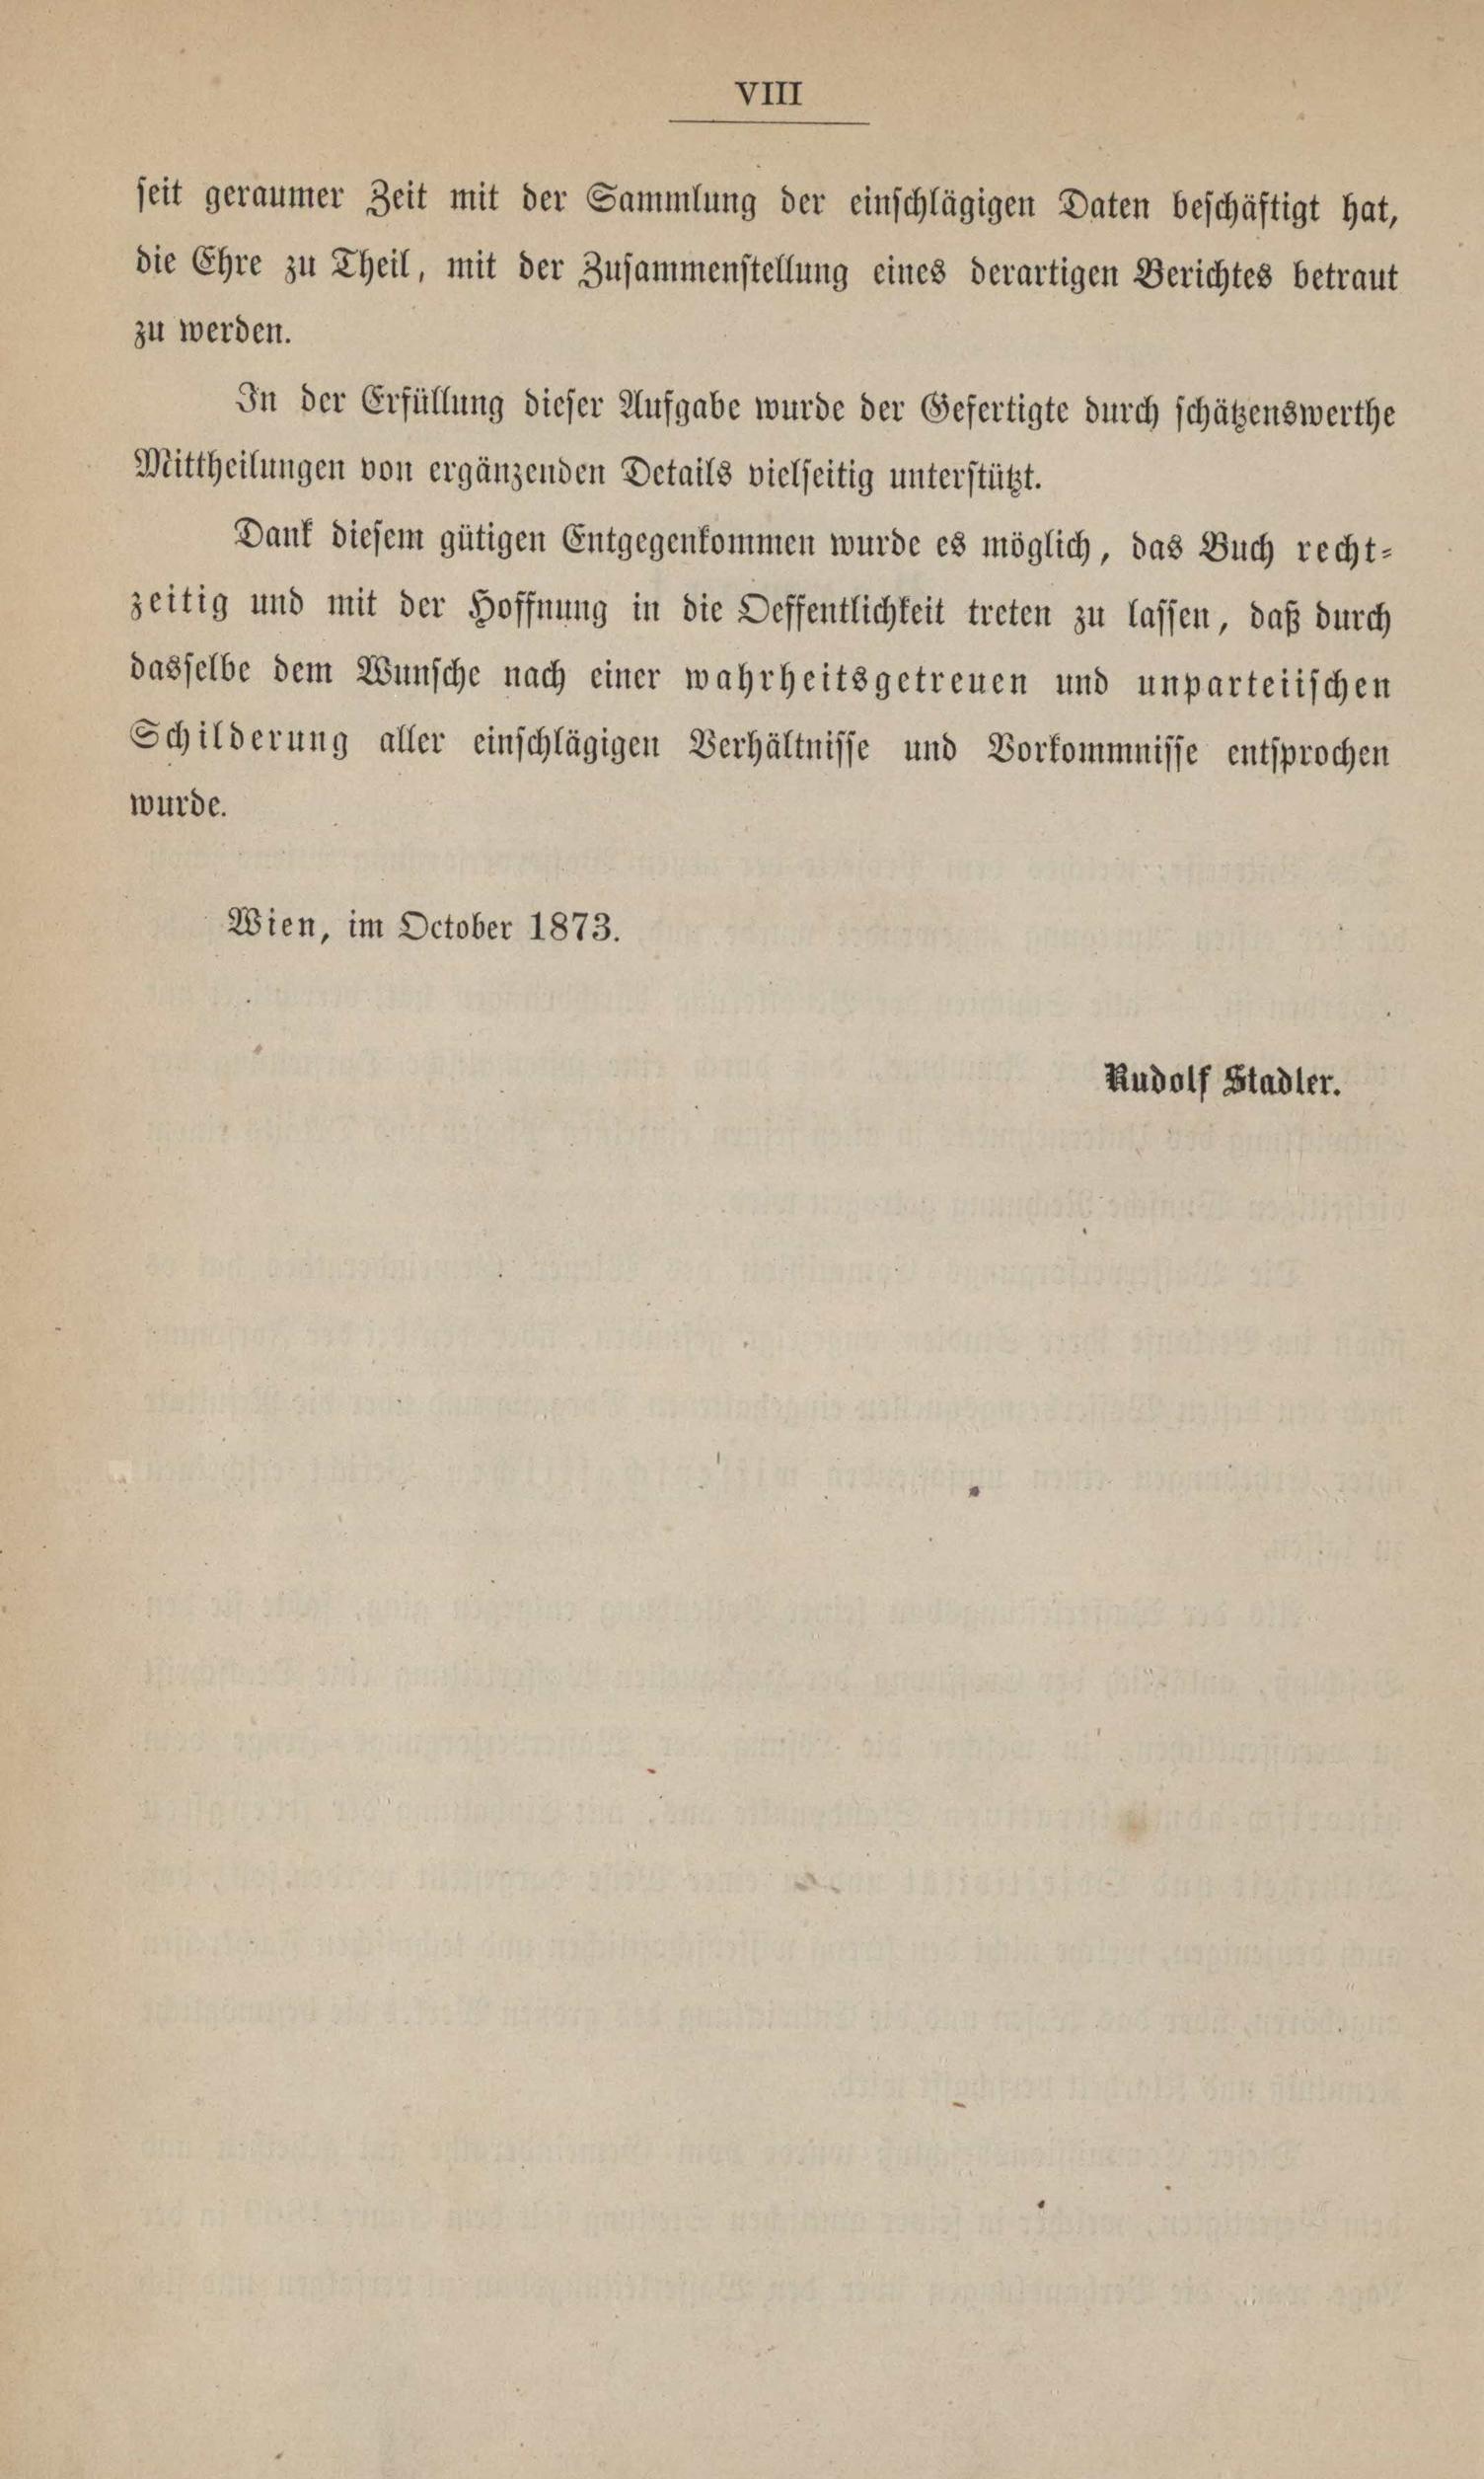 VIII
seit geraumer Zeit mit der Sammlung der einschlägigen Daten beschäftigt hat,
die Ehre zu Theil, mit der Zusammenstellung eines derartigen Berichtes betraut
zu werden.
In der Erfüllung dieser Aufgabe wurde der Gefertigte durch schätzenswerthe
Mittheilungen von ergänzenden Details vielseitig unterstützt.
Dank diesem gütigen Entgegenkommen wurde es möglich, das Buch recht-
zeitig und mit der Hoffnung in die Oeffentlichkeit treten zu lassen, daß durch
dasselbe dem Wunsche nach einer wahrheitsgetreuen und unparteiischen
Schilderung aller einschlägigen Verhältnisse und Vorkommnisse entsprochen
wurde.
Wien, im October 1873.
Rudolf Stadler.